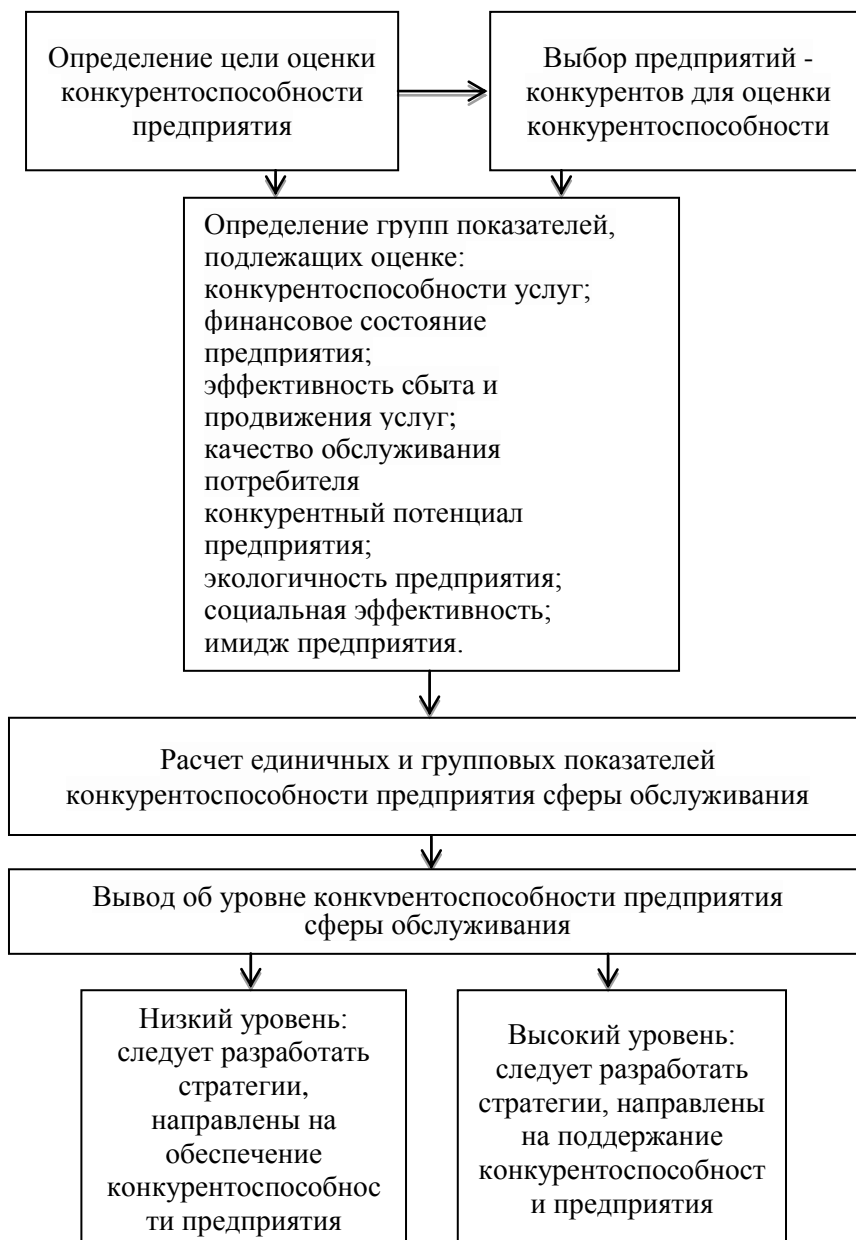 Определение цели оценки
конкурентоспособности
предприятия
Выбор предприятий -
конкурентов для оценки
конкурентоспособности
Определение групп показателей,
подлежащих оценке:
конкурентоспособности услуг;
финансовое состояние
предприятия;
эффективность сбыта и
продвижения услуг;
качество обслуживания
потребителя
конкурентный потенциал
предприятия;
экологичность предприятия;
социальная эффективность;
имидж предприятия.
Расчет единичных и групповых показателей
конкурентоспособности предприятия сферы обслуживания
Вывод об уровне конкурентоспособности предприятия
сферы обслуживания
Низкий уровень:
следует разработать
стратегии,
направлены на
обеспечение
конкурентоспособнос
ти предприятия
Высокий уровень:
следует разработать
стратегии, направлены
на поддержание
конкурентоспособност
и предприятия